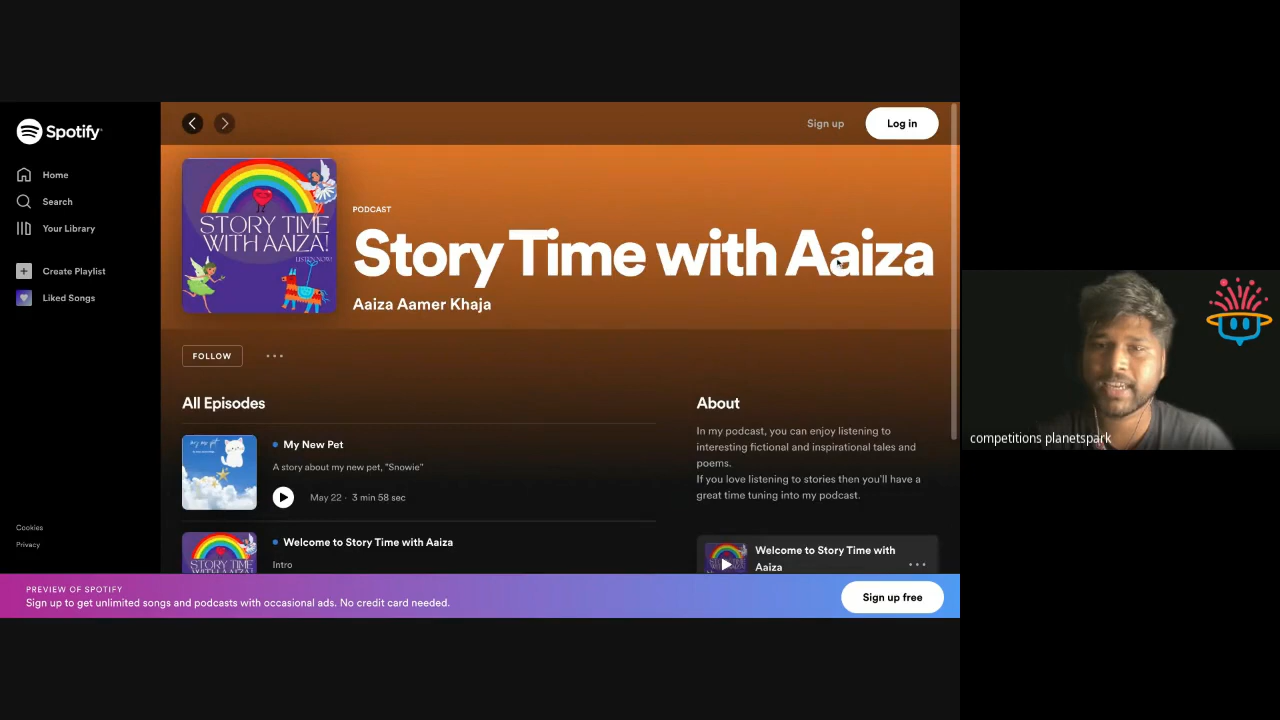 Spotify
Home
Search
Your Library
Create Playlist
Liked Songs
Cookies
Privacy
Sign up
Log in
STORY TIME
WITH AAIZA!
LISTEN NOW!
PODCAST
Story Time with Aaiza
Aaiza Aamer Khaja
FOLLOW
All Episodes
my new pet
My New Pet
A story about my new pet, "Snowie"
May 22 · 3 min 58 sec
STORY TIME
Welcome to Story Time with Aaiza
Intro
About
In my podcast, you can enjoy listening to
interesting fictional and inspirational tales and
poems.
If you love listening to stories then you'll have a
great time tuning into my podcast.
Welcome to Story Time with
Aaiza
PREVIEW OF SPOTIFY
Sign up to get unlimited songs and podcasts with occasional ads. No credit card needed.
Sign up free
competitions planetspark